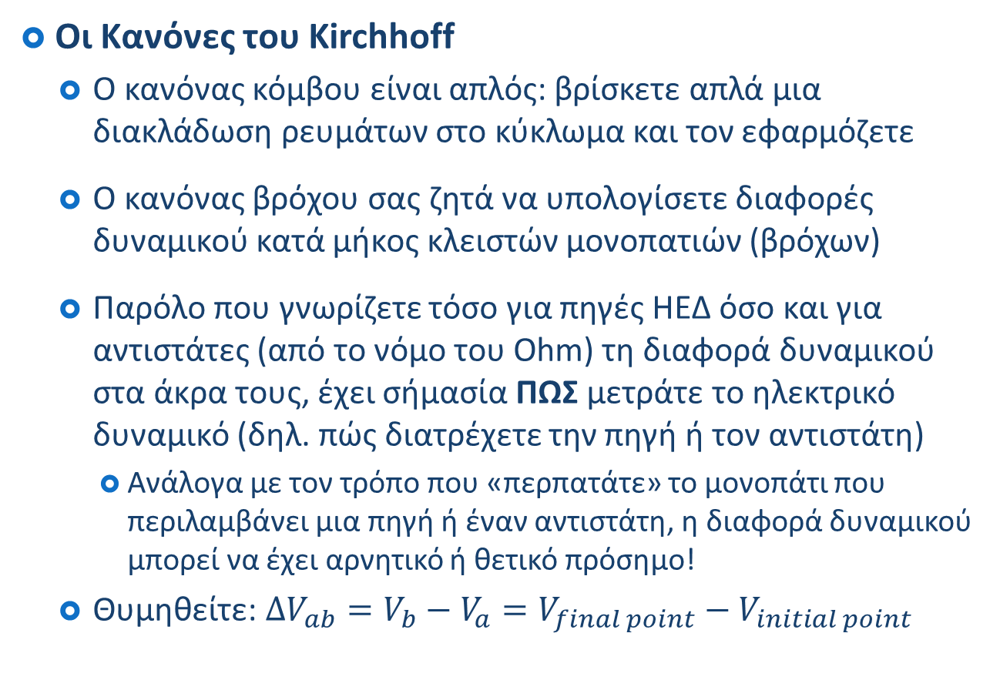 Οι Κανόνες του Kirchhoff
Ο κανόνας κόμβου είναι απλός: βρίσκετε απλά μια
διακλάδωση ρευμάτων στο κύκλωμα και τον εφαρμόζετε
Ο κανόνας βρόχου σας ζητά να υπολογίσετε διαφορές
δυναμικού κατά μήκος κλειστών μονοπατιών (βρόχων)
Παρόλο που γνωρίζετε τόσο για πηγές ΗΕΔ όσο και για
αντιστάτες (από το νόμο του Ohm) τη διαφορά δυναμικού
στα άκρα τους, έχει σήμασία ΠΩΣ μετράτε το ηλεκτρικό
δυναμικό (δηλ. πώς διατρέχετε την πηγή ή τον αντιστάτη)
Ανάλογα με τον τρόπο που «περπατάτε» το μονοπάτι που
περιλαμβάνει μια πηγή ή έναν αντιστάτη, η διαφορά δυναμικού
μπορεί να έχει αρνητικό ή θετικό πρόσημο!
Θυμηθείτε: Δ𝑉_{ab} = V_b − V_a = V_{final point} − V_{initial point}